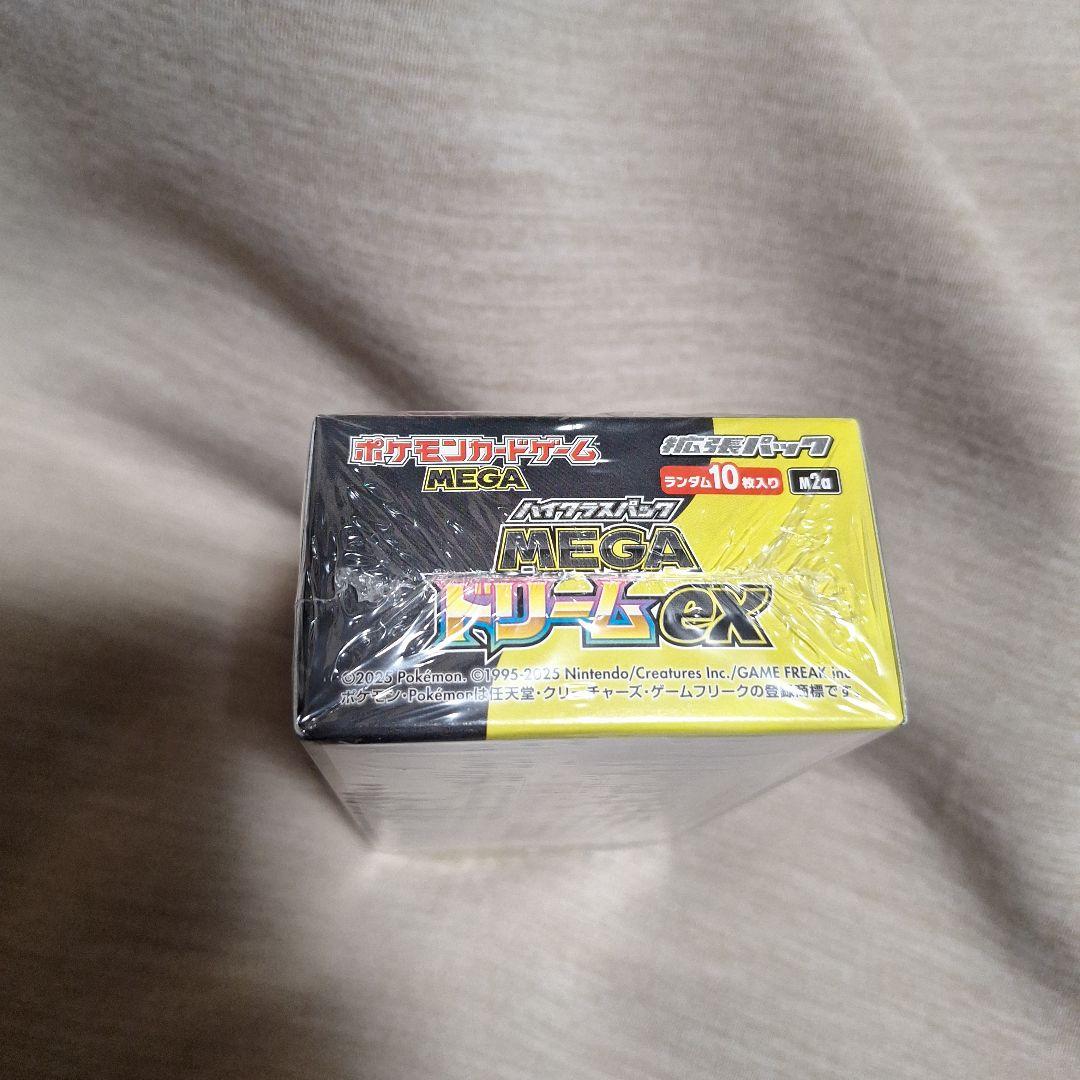 ポケモンカードゲーム
MEGA
拡張パック
ランダム10枚入り M2a
ハイクラスパック
MEGA
ドリームex
©2025 Pokémon. ©1995-2025 Nintendo/Creatures Inc./GAME FREAK inc.
ポケモン・Pokémonは任天堂・クリーチャーズ・ゲームフリークの登録商標です。